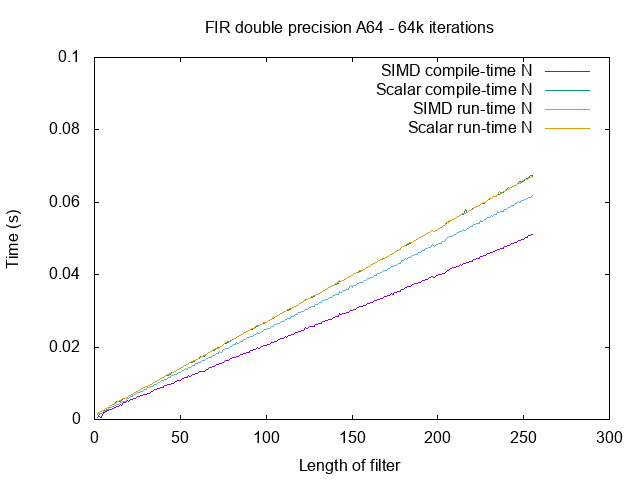 FIR double precision A64 - 64k iterations
0.1
0.08
0.06
0.04
0.02
0
Time (s)
SIMD compile-time N
Scalar compile-time N
SIMD run-time N
Scalar run-time N
0 50 100 150 200 250 300
Length of filter